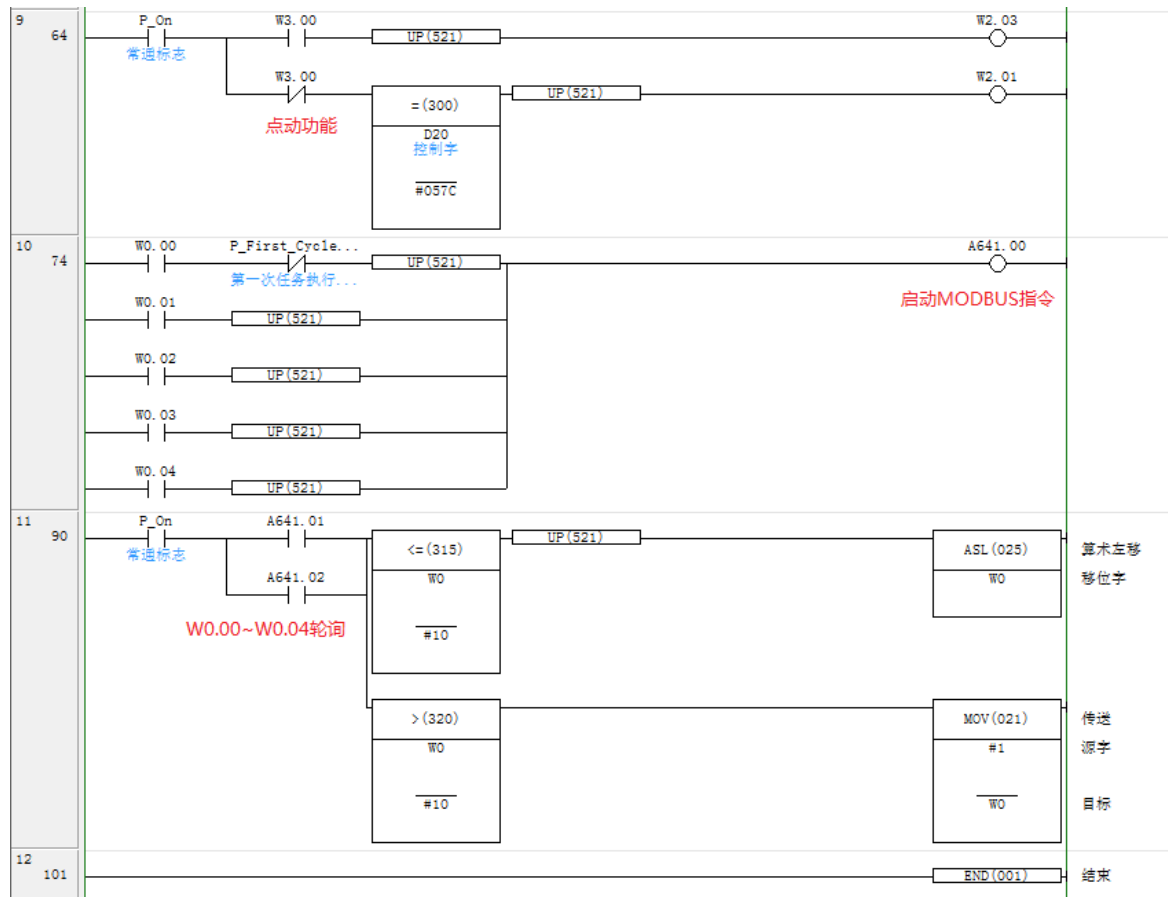 9
64
P_On
W3.00
UP(521)
W2.03
常通标志
W3.00
UP(521)
W2.01
=(300)
点动功能
D20
控制字
#057C
10
74
W0.00
P_First_Cycle...
UP(521)
A641.00
第一次任务执行...
启动MODBUS指令
W0.01
UP(521)
W0.02
UP(521)
W0.03
UP(521)
W0.04
UP(521)
11
90
P_On
A641.01
UP(521)
常通标志
<=(315)
ASL(025)
算术左移
A641.02
W0
W0
移位字
W0.00~W0.04轮询
#10
>(320)
MOV(021)
传送
W0
#1
源字
#10
W0
目标
12
101
END(001)
结束